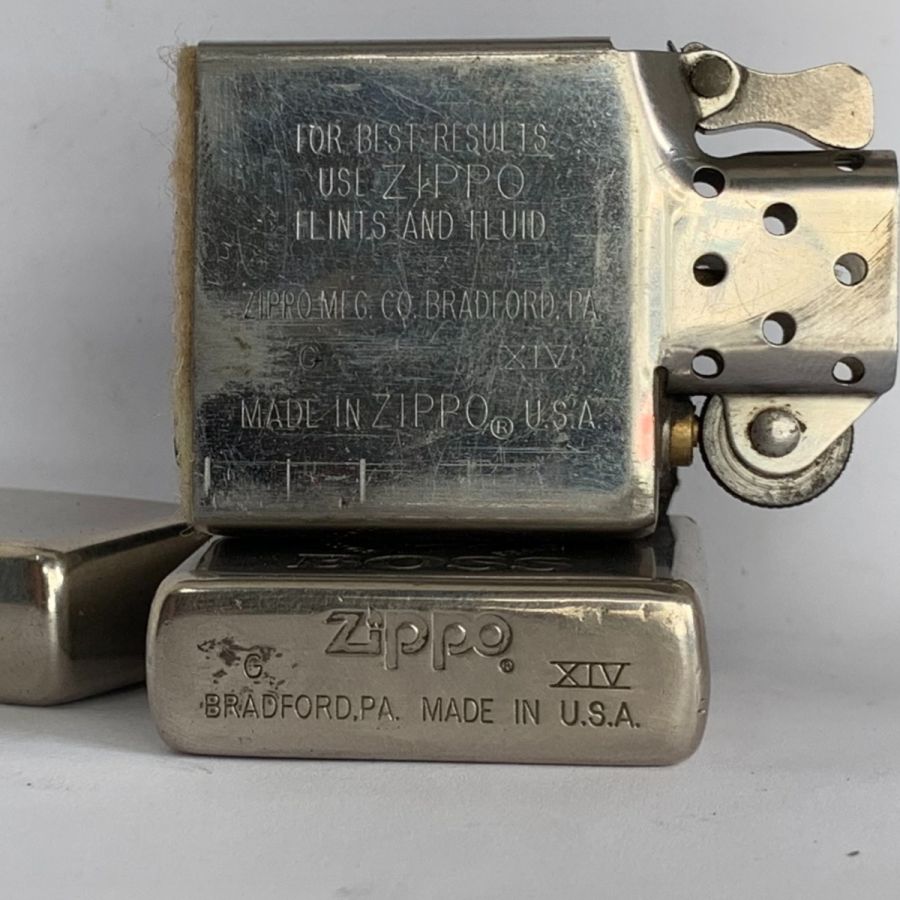 FOR BEST RESULTS
USE ZIPPO
FLINTS AND FLUID
ZIPPO MFG. CO. BRADFORD, PA.
G XIV
MADE IN ZIPPO® U.S.A.
BOSS
Zippo®
G XIV
BRADFORD,PA. MADE IN U.S.A.